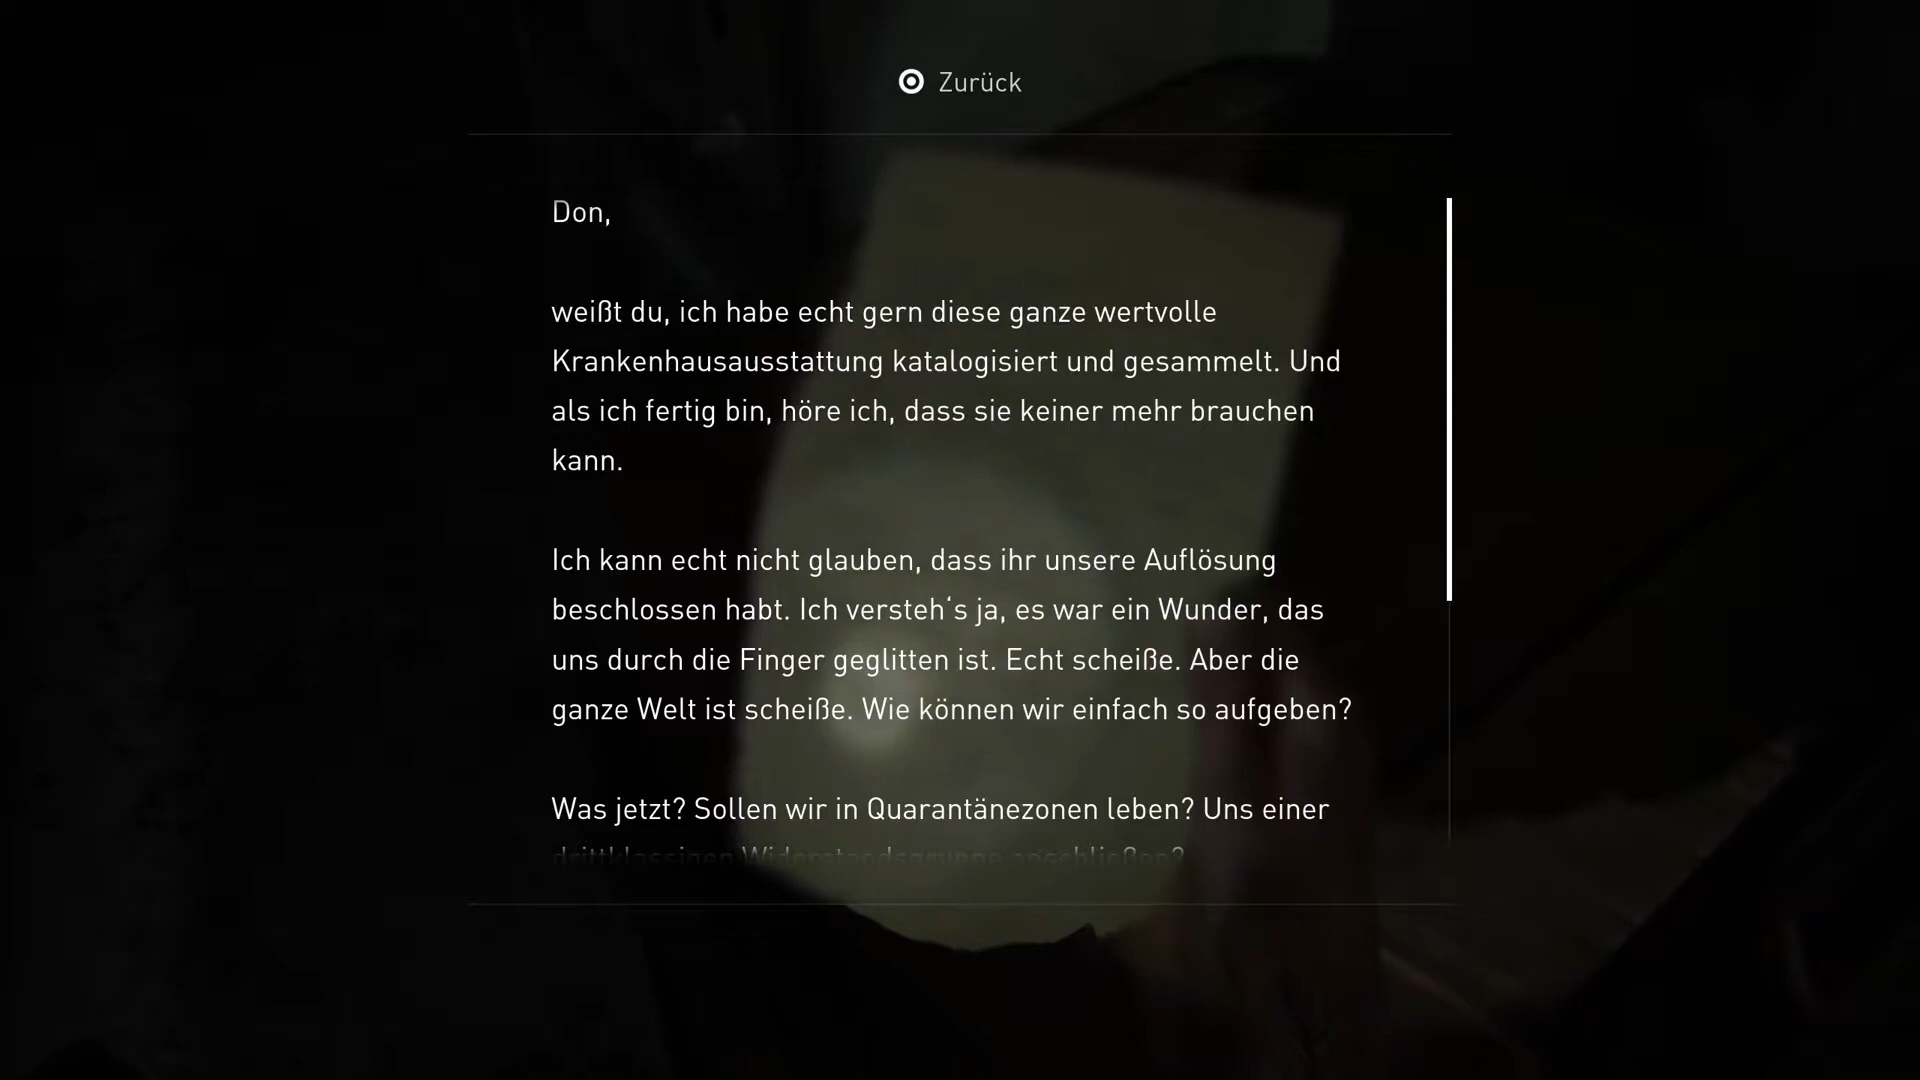 Zurück
Don,
weißt du, ich habe echt gern diese ganze wertvolle
Krankenhausausstattung katalogisiert und gesammelt. Und
als ich fertig bin, höre ich, dass sie keiner mehr brauchen
kann.
Ich kann echt nicht glauben, dass ihr unsere Auflösung
beschlossen habt. Ich versteh‘s ja, es war ein Wunder, das
uns durch die Finger geglitten ist. Echt scheiße. Aber die
ganze Welt ist scheiße. Wie können wir einfach so aufgeben?
Was jetzt? Sollen wir in Quarantänezonen leben? Uns einer
drittklassigen Widerstandsgruppe anschließen?